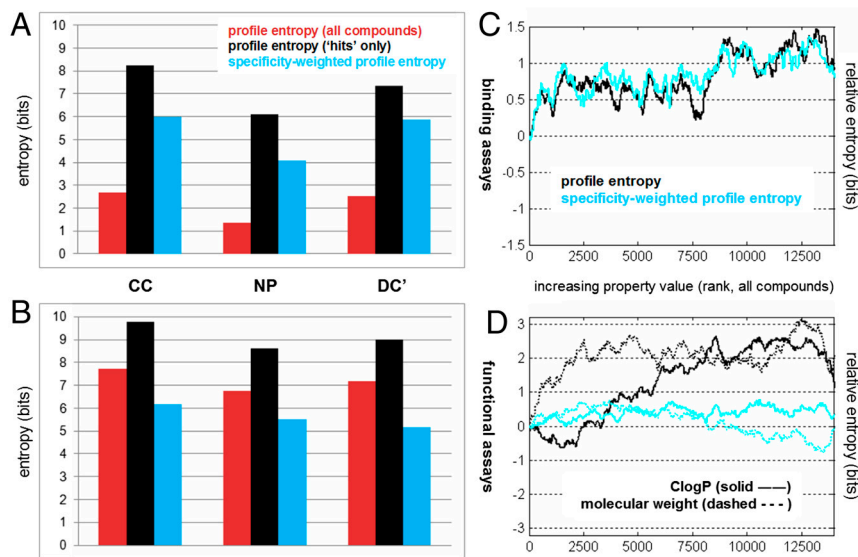 A
10
9
8
7
6
5
4
3
2
1
0
entropy (bits)
profile entropy (all compounds)
profile entropy (‘hits’ only)
specificity-weighted profile entropy
CC
NP
DC’
B
10
9
8
7
6
5
4
3
2
1
0
entropy (bits)
C
1.5
1
0.5
0
-0.5
-1
-1.5
binding assays
relative entropy (bits)
profile entropy
specificity-weighted profile entropy
0
2500
5000
7500
10000
12500
increasing property value (rank, all compounds)
D
3
2
1
0
-1
-2
-3
functional assays
relative entropy (bits)
ClogP (solid ——)
molecular weight (dashed - - - )
0
2500
5000
7500
10000
12500